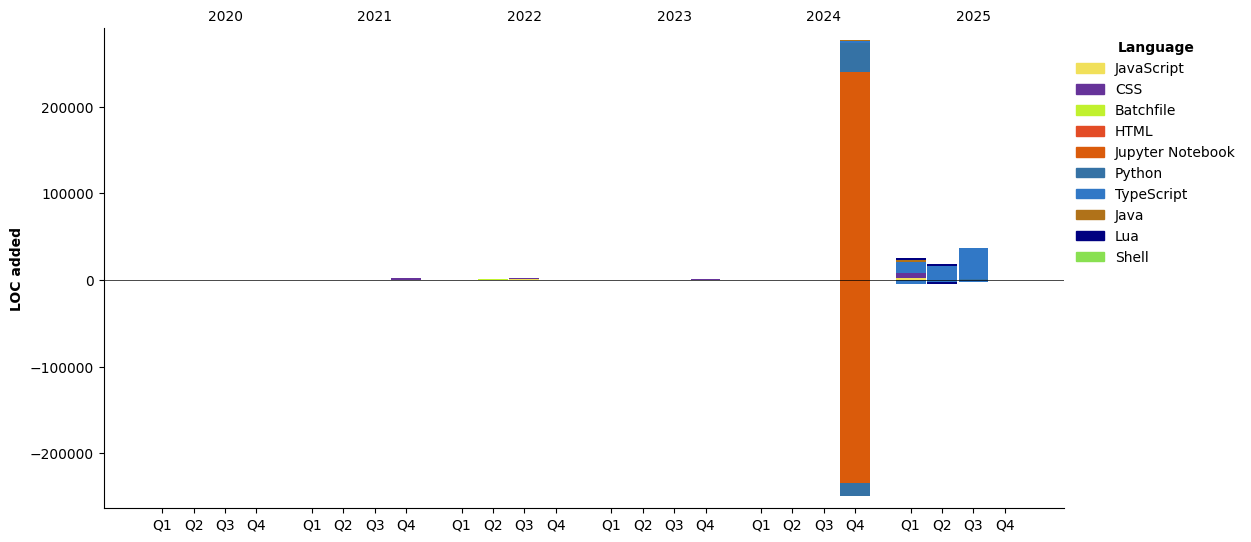 2020 2021 2022 2023 2024 2025
LOC added
200000
100000
0
−100000
−200000
Q1 Q2 Q3 Q4 Q1 Q2 Q3 Q4 Q1 Q2 Q3 Q4 Q1 Q2 Q3 Q4 Q1 Q2 Q3 Q4 Q1 Q2 Q3 Q4
Language
JavaScript
CSS
Batchfile
HTML
Jupyter Notebook
Python
TypeScript
Java
Lua
Shell